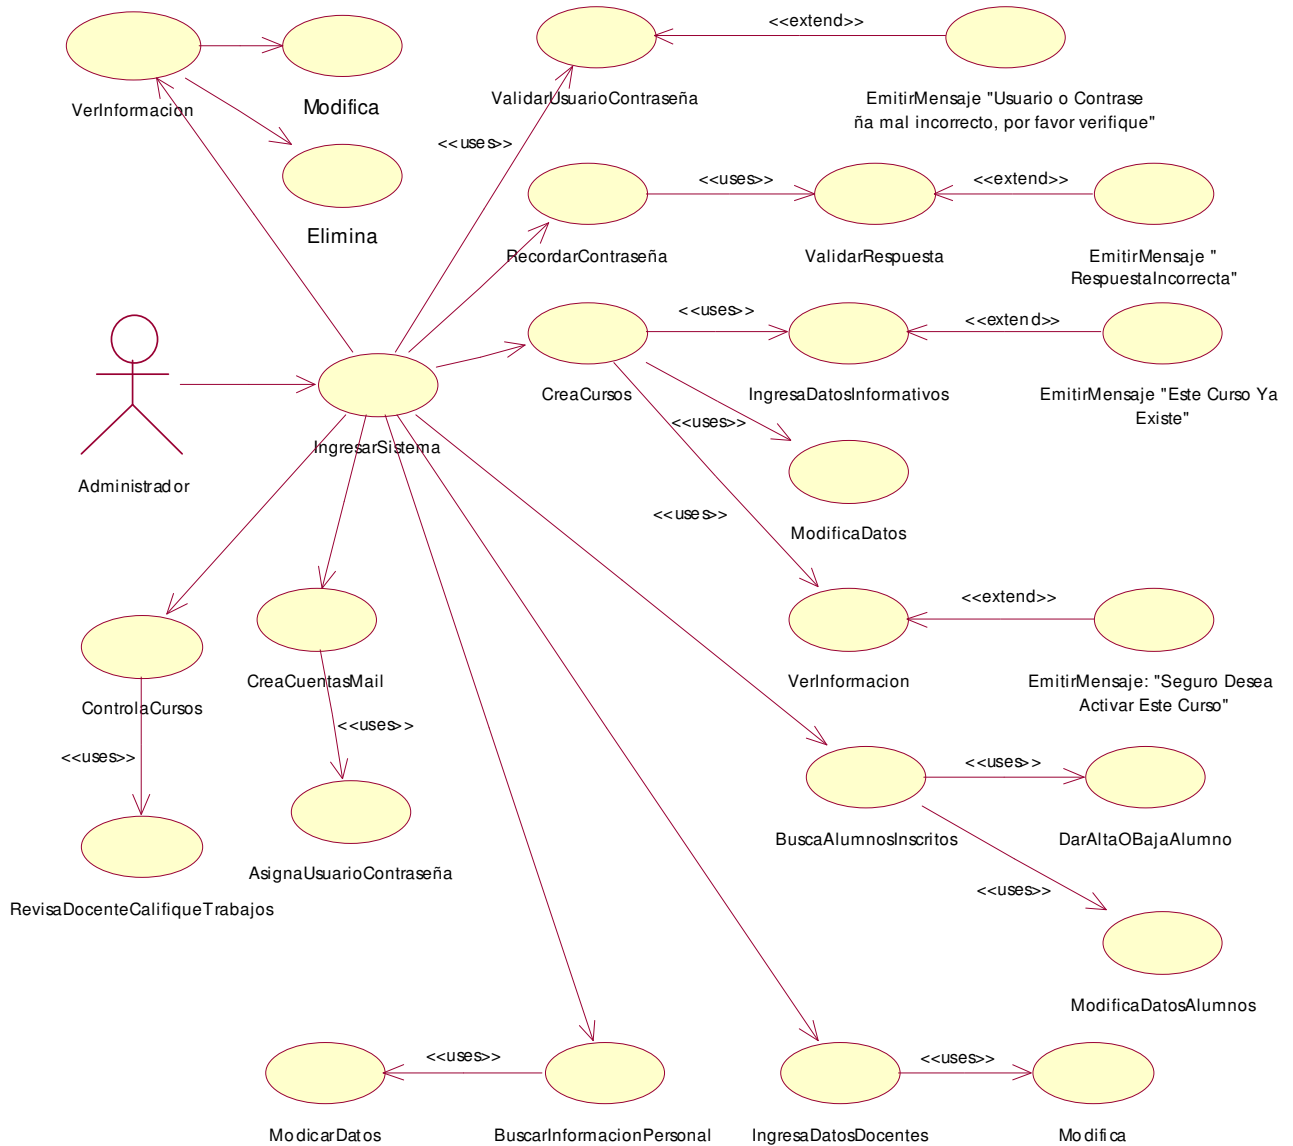 <<extend>>
VerInformacion
Modifica
ValidarUsuarioContraseña
EmitirMensaje "Usuario o Contrase
ña mal incorrecto, por favor verifique"
<<uses>>
Elimina
<<uses>>
<<extend>>
RecordarContraseña
ValidarRespuesta
EmitirMensaje "
RespuestaIncorrecta"
<<uses>>
<<extend>>
CreaCursos
IngresaDatosInformativos
EmitirMensaje "Este Curso Ya
Existe"
<<uses>>
IngresarSistema
Administrador
<<uses>>
ModificaDatos
<<extend>>
CreaCuentasMail
VerInformacion
EmitirMensaje: "Seguro Desea
Activar Este Curso"
ControlaCursos
<<uses>>
<<uses>>
<<uses>>
BuscaAlumnosInscritos
DarAltaOBajaAlumno
AsignaUsuarioContraseña
<<uses>>
RevisaDocenteCalifiqueTrabajos
ModificaDatosAlumnos
<<uses>>
<<uses>>
ModicarDatos
BuscarInformacionPersonal
IngresaDatosDocentes
Modifica